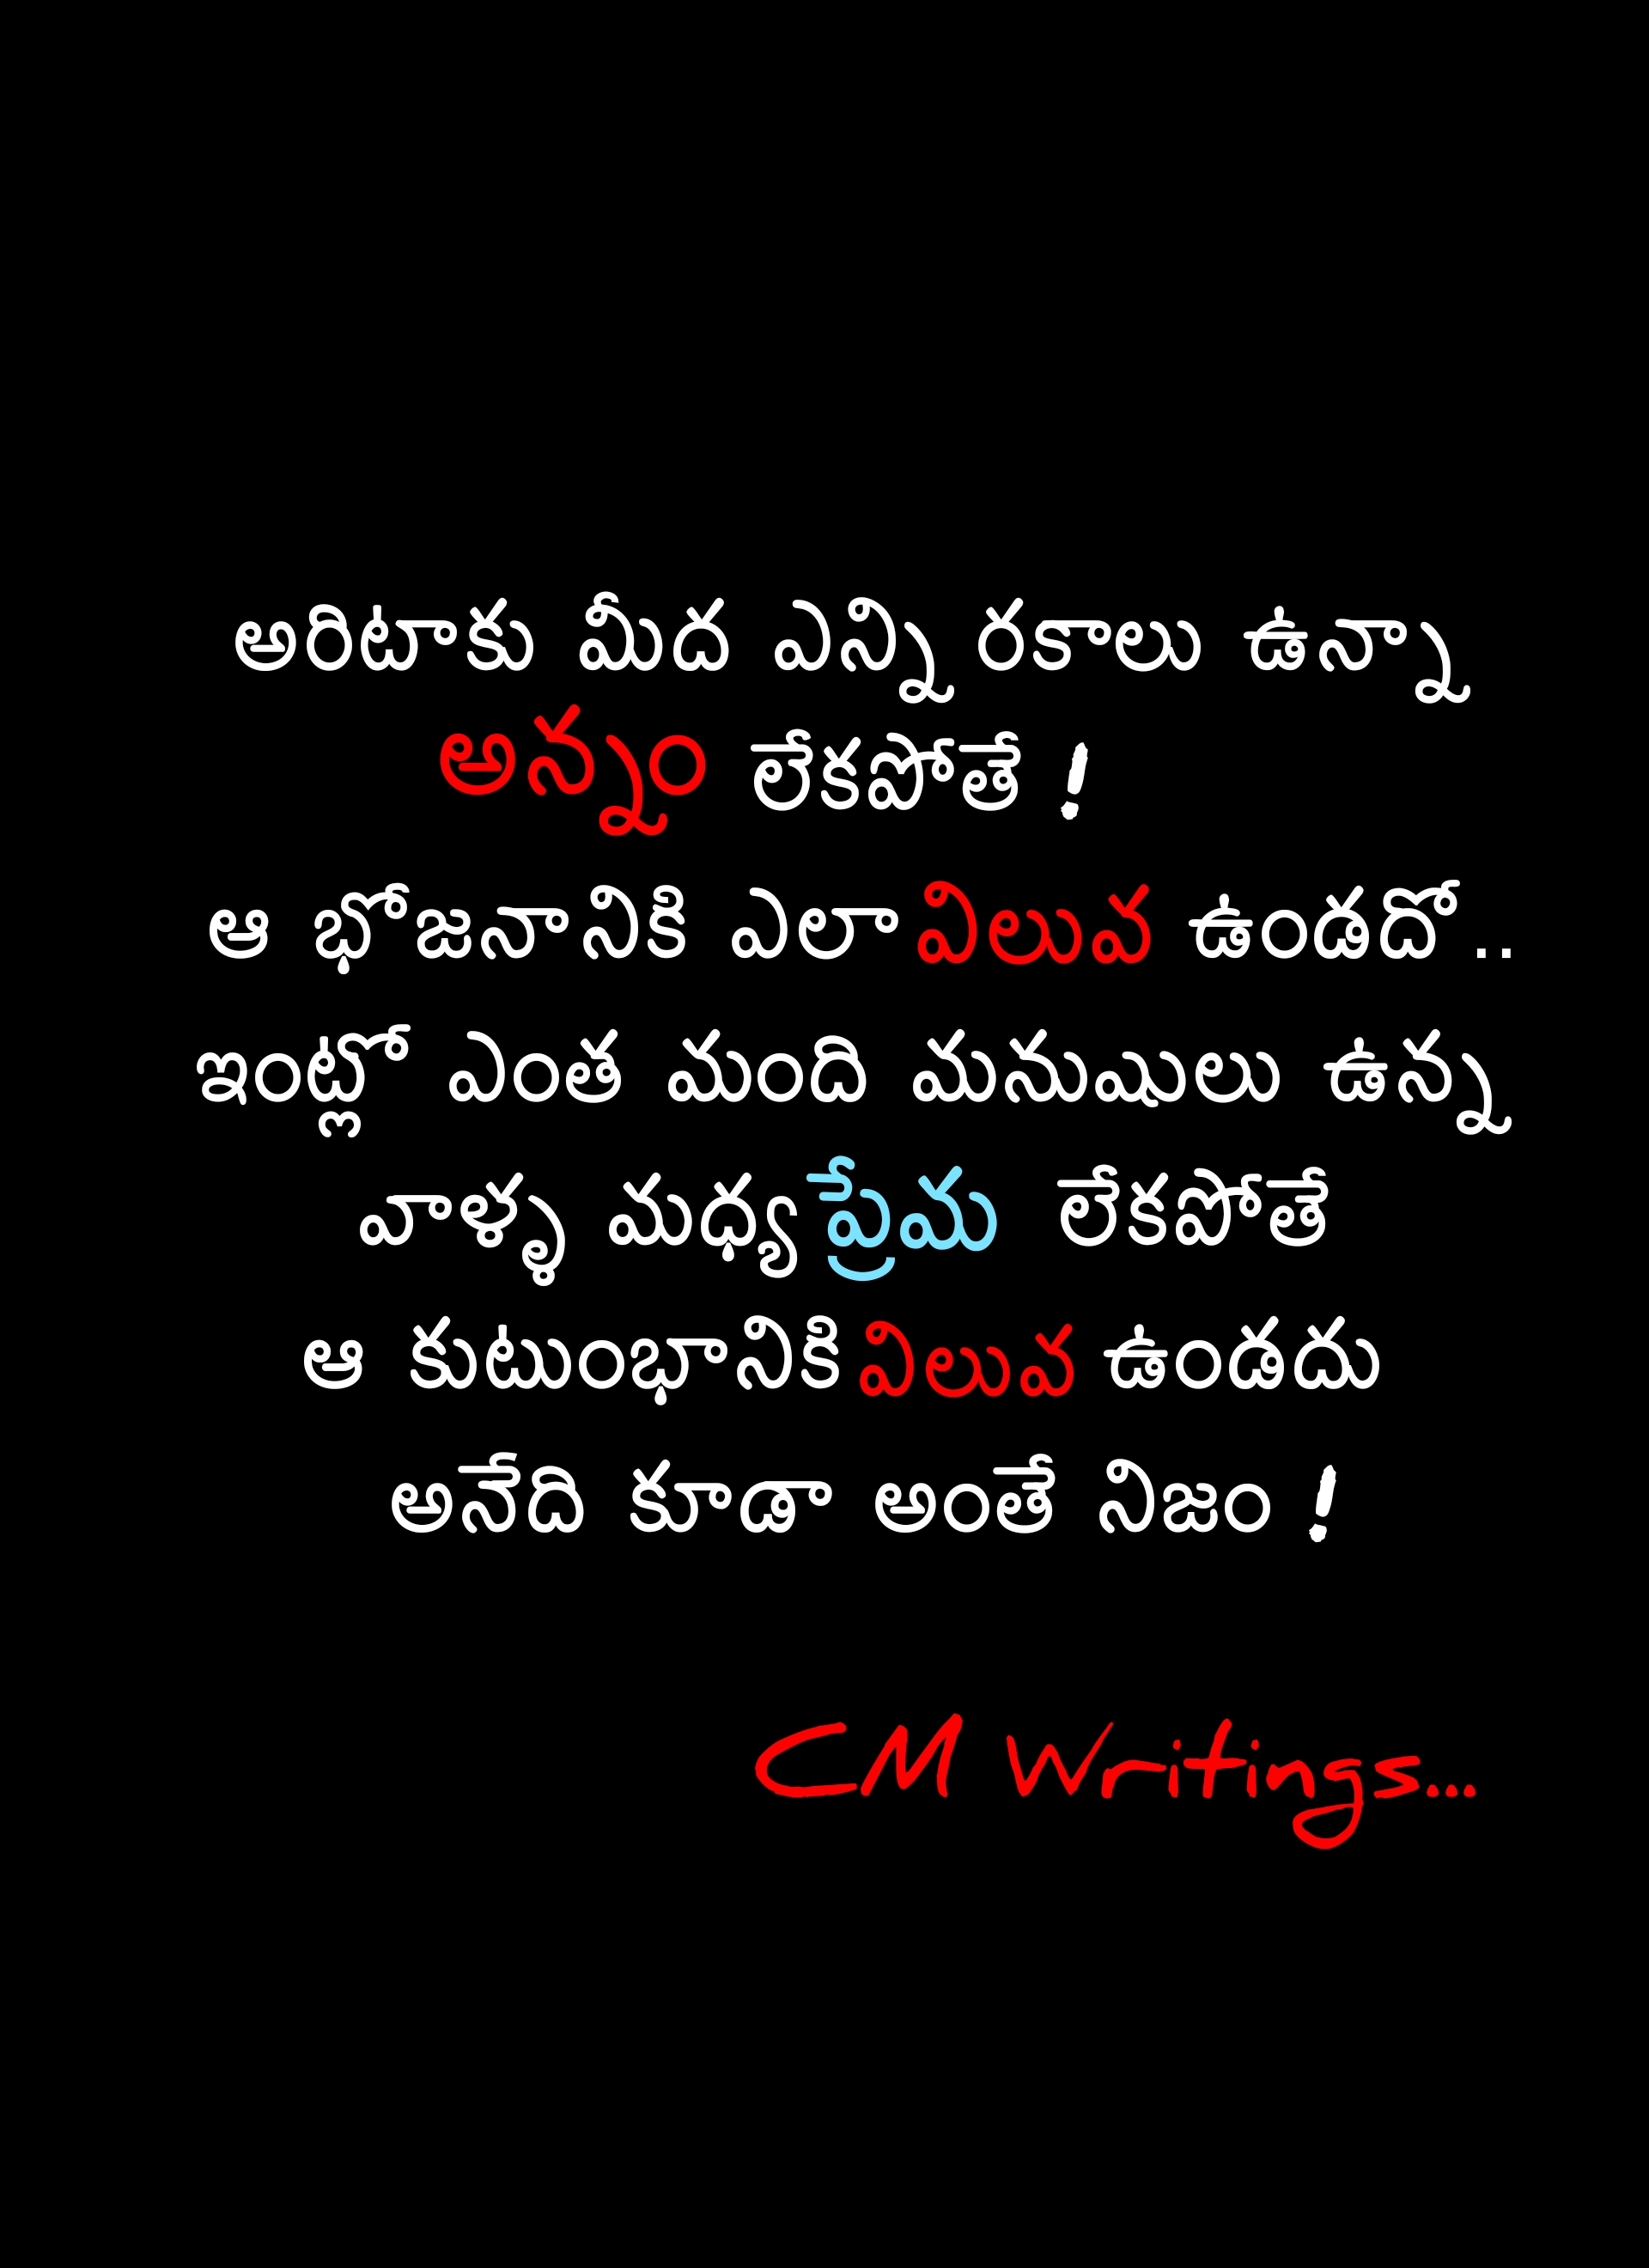 అరిటాకు మీద ఎన్ని రకాలు ఉన్నా
అన్నం లేకపోతే !
ఆ భోజనానికి ఎలా విలువ ఉండదో ..
ఇంట్లో ఎంత మంది మనుషులు ఉన్న
వాళ్ళ మధ్య ప్రేమ లేకపోతే
ఆ కుటుంభానికి విలువ ఉండదు
అనేది కూడా అంతే నిజం !
CM Writings...